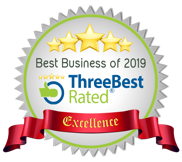 Best Business of 2019
ThreeBest
Rated®
Excellence